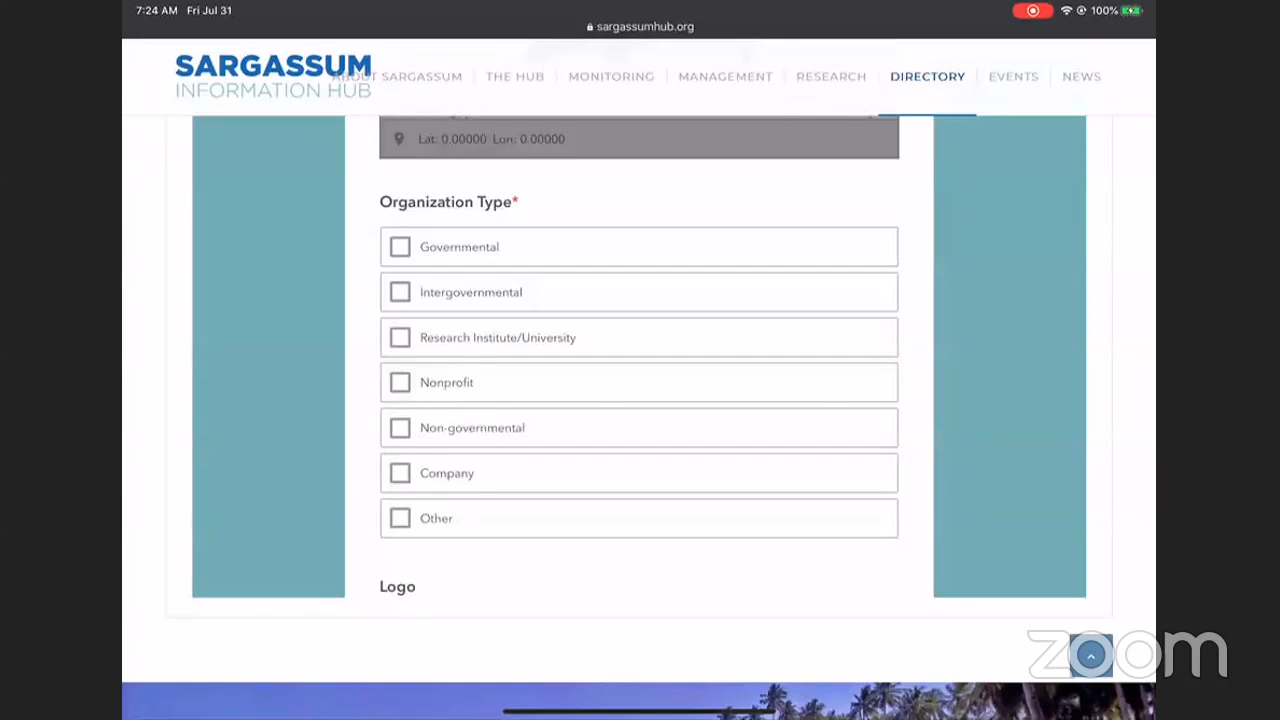 7:24 AM Fri Jul 31
100%
sargassumhub.org
SARGASSUM
INFORMATION HUB
ABOUT SARGASSUM
THE HUB
MONITORING
MANAGEMENT
RESEARCH
DIRECTORY
EVENTS
NEWS
Lat: 0.00000 Lon: 0.00000
Organization Type*
Governmental
Intergovernmental
Research Institute/University
Nonprofit
Non-governmental
Company
Other
Logo
zoom